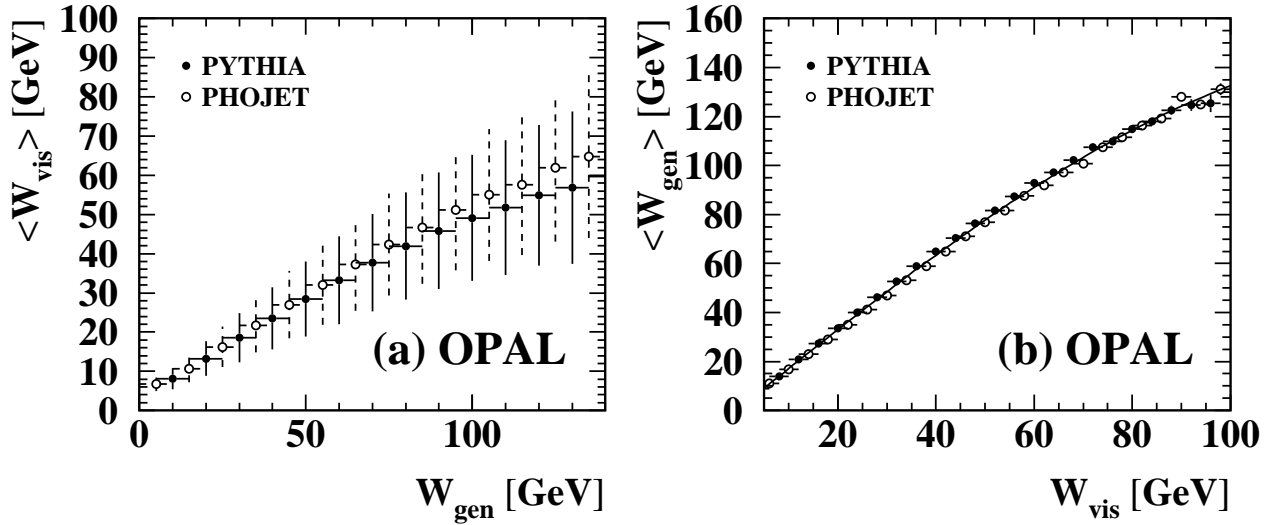 <W_vis> [GeV]
100
90
80
70
60
50
40
30
20
10
0
PYTHIA
PHOJET
(a) OPAL
0
50
100
W_gen [GeV]
<W_gen> [GeV]
160
140
120
100
80
60
40
20
0
PYTHIA
PHOJET
(b) OPAL
20
40
60
80
100
W_vis [GeV]